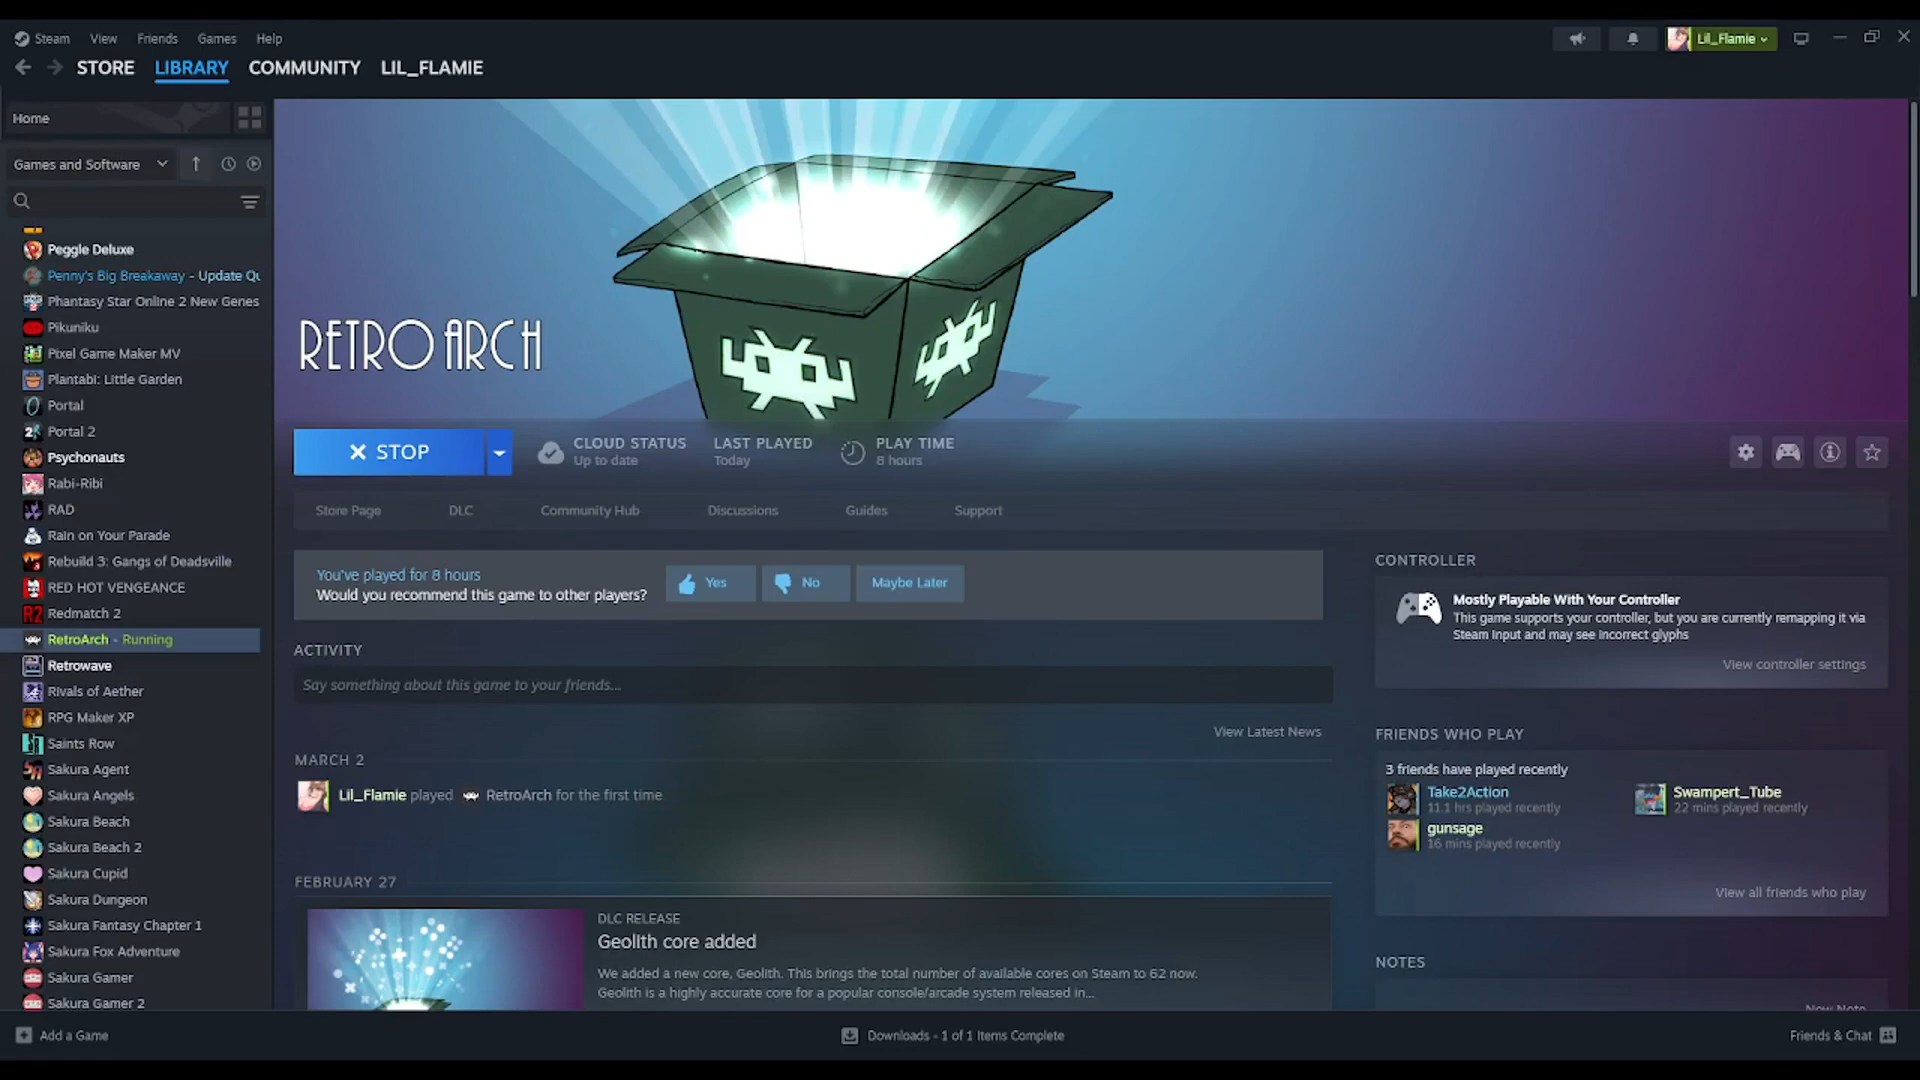 Steam View Friends Games Help
Lil_Flamie
STORE LIBRARY COMMUNITY LIL_FLAMIE
Home
Games and Software
Peggle Deluxe
Penny's Big Breakaway - Update Qu
Phantasy Star Online 2 New Genes
Pikuniku
Pixel Game Maker MV
Plantabi: Little Garden
Portal
Portal 2
Psychonauts
Rabi-Ribi
RAD
Rain on Your Parade
Rebuild 3: Gangs of Deadsville
RED HOT VENGEANCE
Redmatch 2
RetroArch - Running
Retrowave
Rivals of Aether
RPG Maker XP
Saints Row
Sakura Agent
Sakura Angels
Sakura Beach
Sakura Beach 2
Sakura Cupid
Sakura Dungeon
Sakura Fantasy Chapter 1
Sakura Fox Adventure
Sakura Gamer
Sakura Gamer 2
RETROARCH
STOP
CLOUD STATUS
Up to date
LAST PLAYED
Today
PLAY TIME
8 hours
Store Page DLC Community Hub Discussions Guides Support
You've played for 8 hours
Would you recommend this game to other players?
Yes
No
Maybe Later
ACTIVITY
Say something about this game to your friends...
View Latest News
MARCH 2
Lil_Flamie played RetroArch for the first time
FEBRUARY 27
DLC RELEASE
Geolith core added
We added a new core, Geolith. This brings the total number of available cores on Steam to 62 now.
Geolith is a highly accurate core for a popular console/arcade system released in...
CONTROLLER
Mostly Playable With Your Controller
This game supports your controller, but you are currently remapping it via
Steam Input and may see incorrect glyphs
View controller settings
FRIENDS WHO PLAY
3 friends have played recently
Take2Action
11.1 hrs played recently
Swampert_Tube
22 mins played recently
gunsage
16 mins played recently
View all friends who play
NOTES
New Note
Add a Game
Downloads - 1 of 1 Items Complete
Friends & Chat